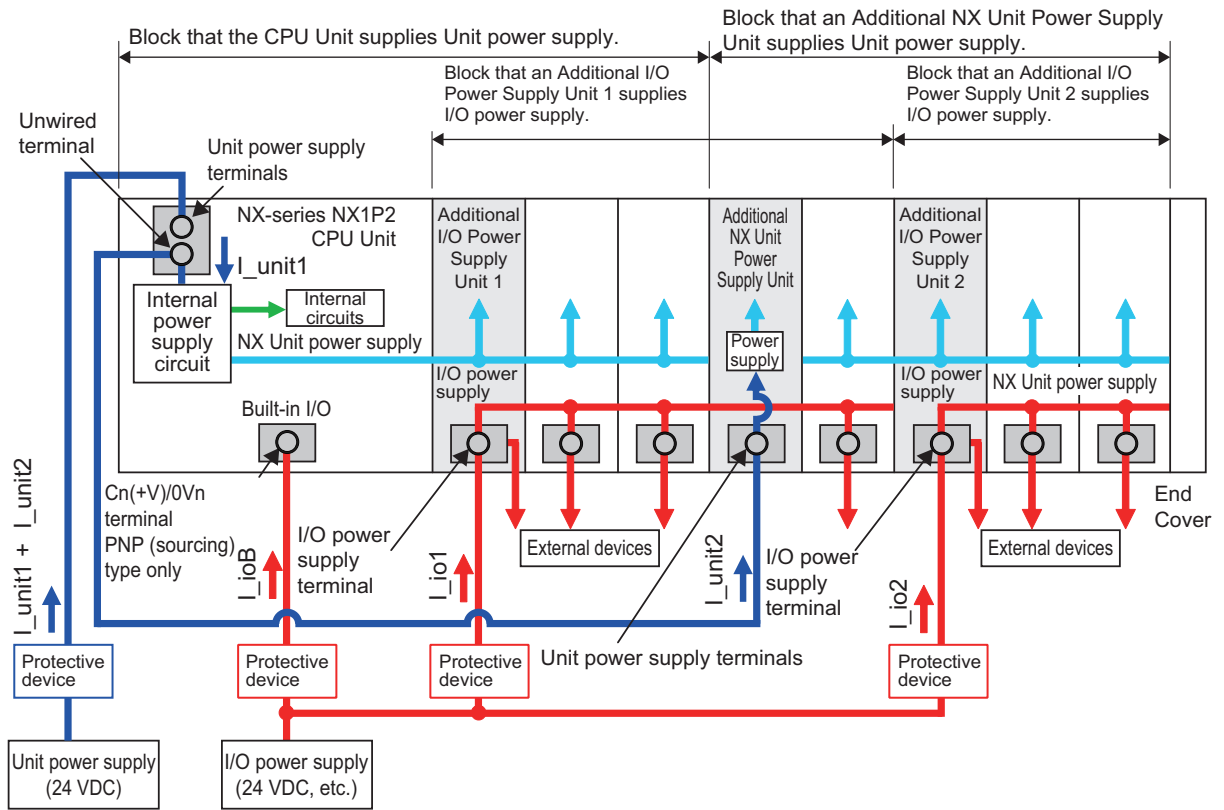 Block that the CPU Unit supplies Unit power supply.
Block that an Additional NX Unit Power Supply
Unit supplies Unit power supply.
Block that an Additional I/O
Power Supply Unit 1 supplies
I/O power supply.
Block that an Additional I/O
Power Supply Unit 2 supplies
I/O power supply.
Unwired
terminal
Unit power supply
terminals
NX-series NX1P2
CPU Unit
I_unit1
Internal
power
supply
circuit
Internal
circuits
NX Unit power supply
Additional
I/O Power
Supply
Unit 1
Additional
NX Unit
Power
Supply Unit
Additional
I/O Power
Supply
Unit 2
Power
supply
I/O power
supply
I/O power
supply
NX Unit power supply
Built-in I/O
Cn(+V)/0Vn
terminal
PNP (sourcing)
type only
I/O power
supply
terminal
External devices
I/O power
supply
terminal
External devices
End
Cover
I_unit1 + I_unit2
I_ioB
I_io1
I_unit2
I_io2
Unit power supply terminals
Protective
device
Protective
device
Protective
device
Protective
device
Unit power supply
(24 VDC)
I/O power supply
(24 VDC, etc.)